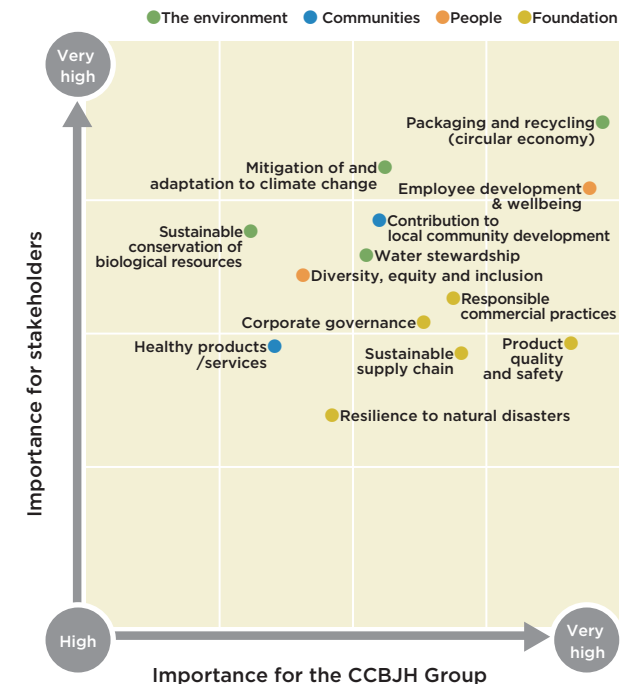 The environment Communities People Foundation
Very
high
Packaging and recycling
(circular economy)
Mitigation of and
adaptation to climate change
Employee development
& wellbeing
Contribution to
local community development
Sustainable
conservation of
biological resources
Water stewardship
Diversity, equity and inclusion
Responsible
commercial practices
Corporate governance
Healthy products
/services
Sustainable
supply chain
Product
quality
and safety
Resilience to natural disasters
Importance for stakeholders
High
Very
high
Importance for the CCBJH Group